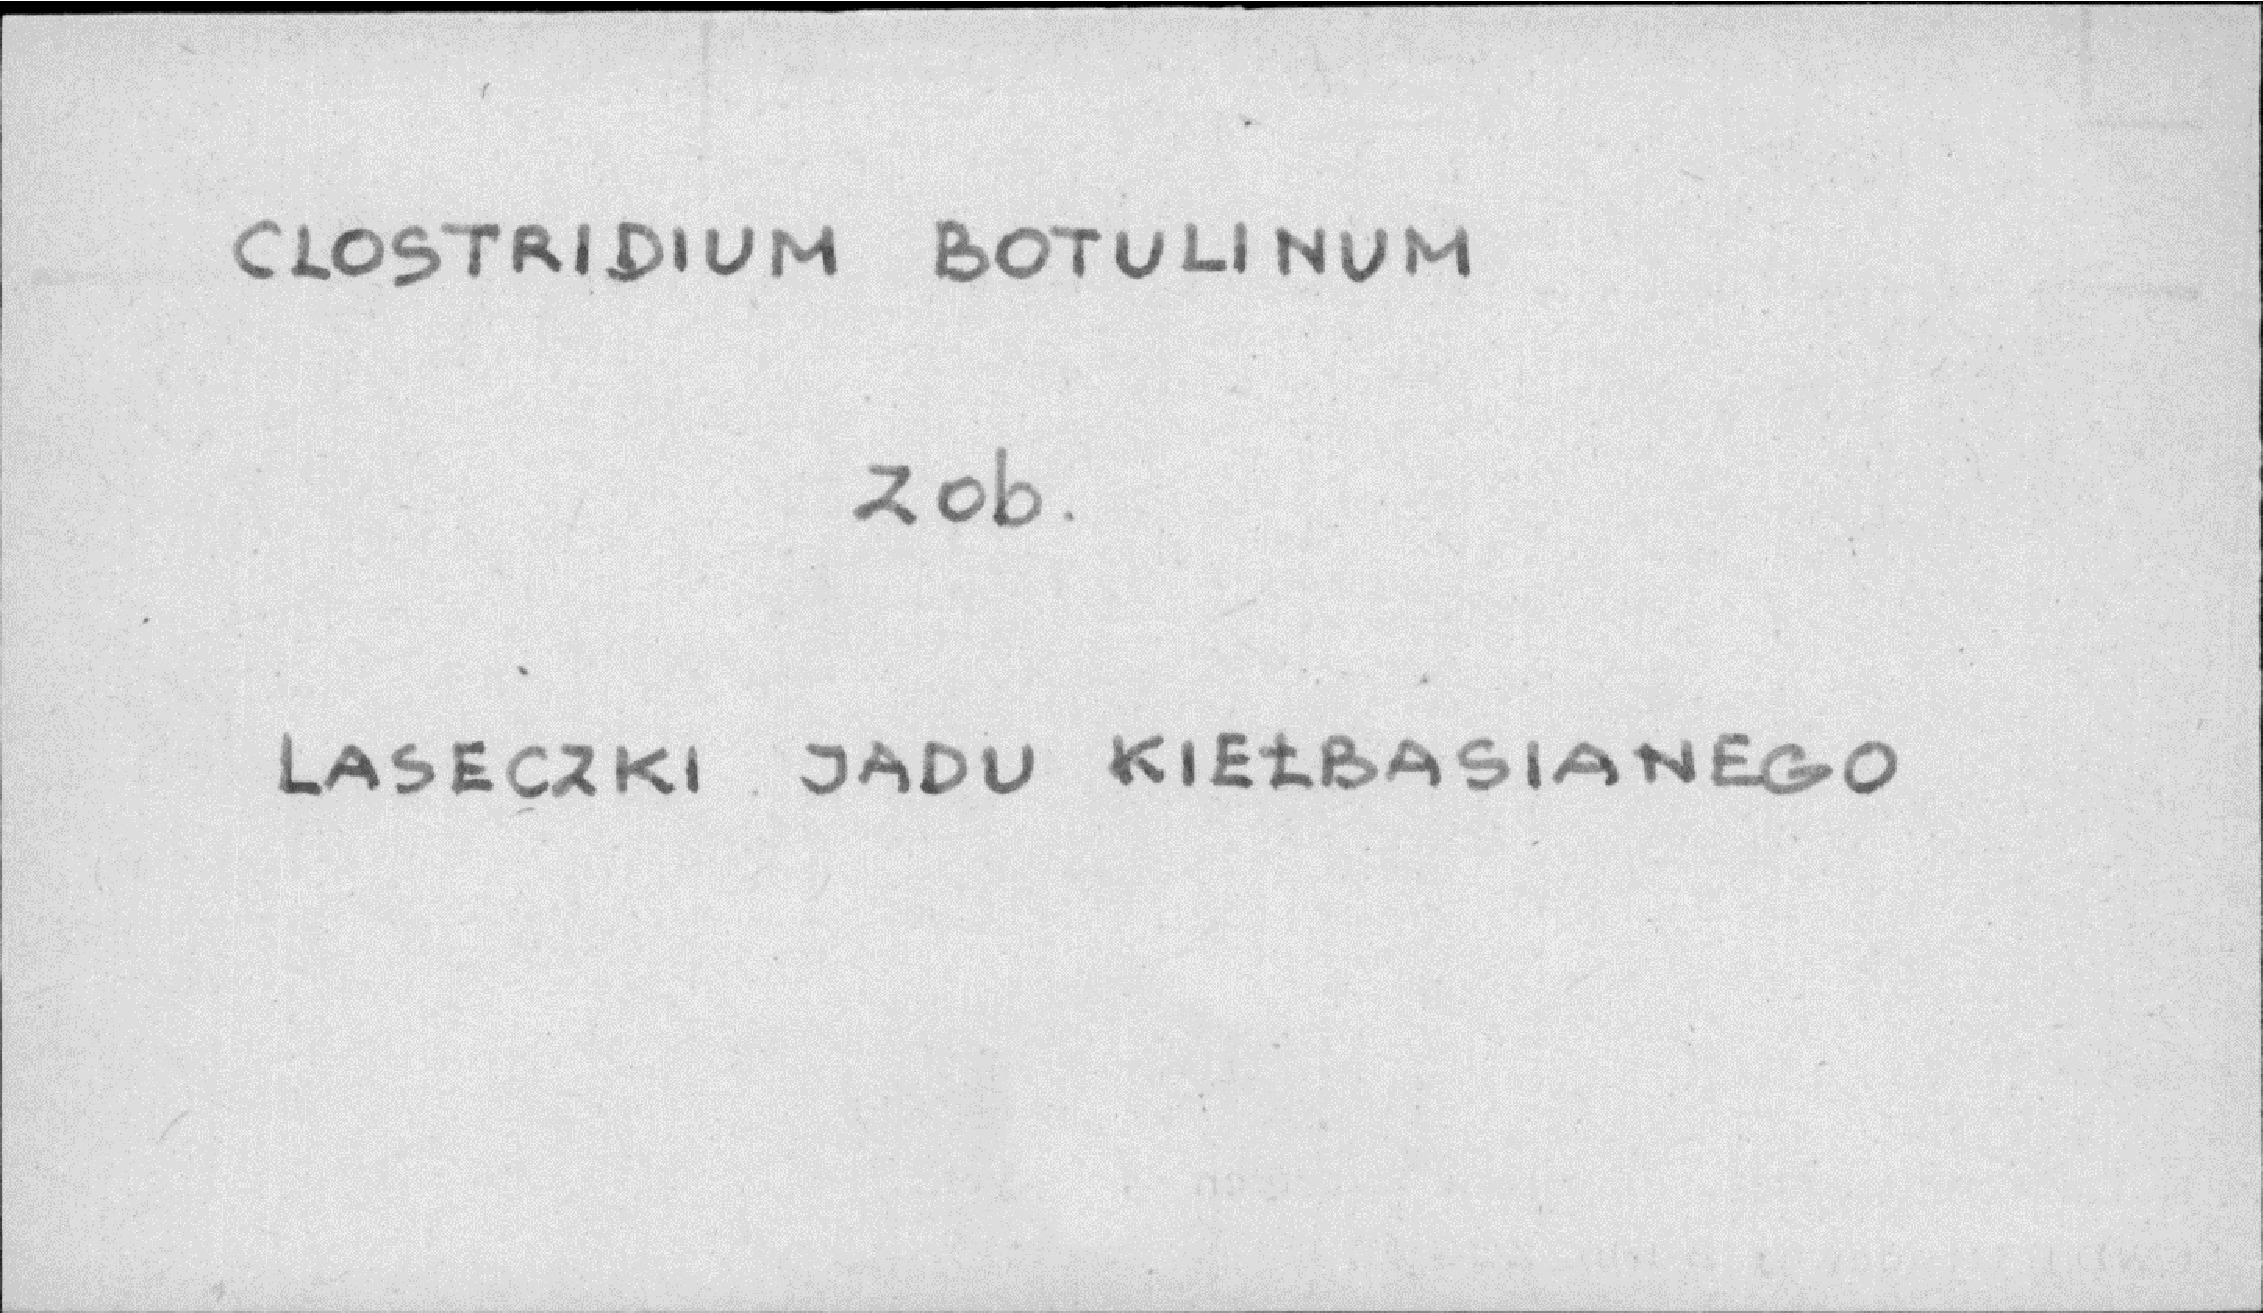 CLOSTRIDIUM BOTULINUM
Zob.
LASECZKI JADU KIEŁBASIANEGO